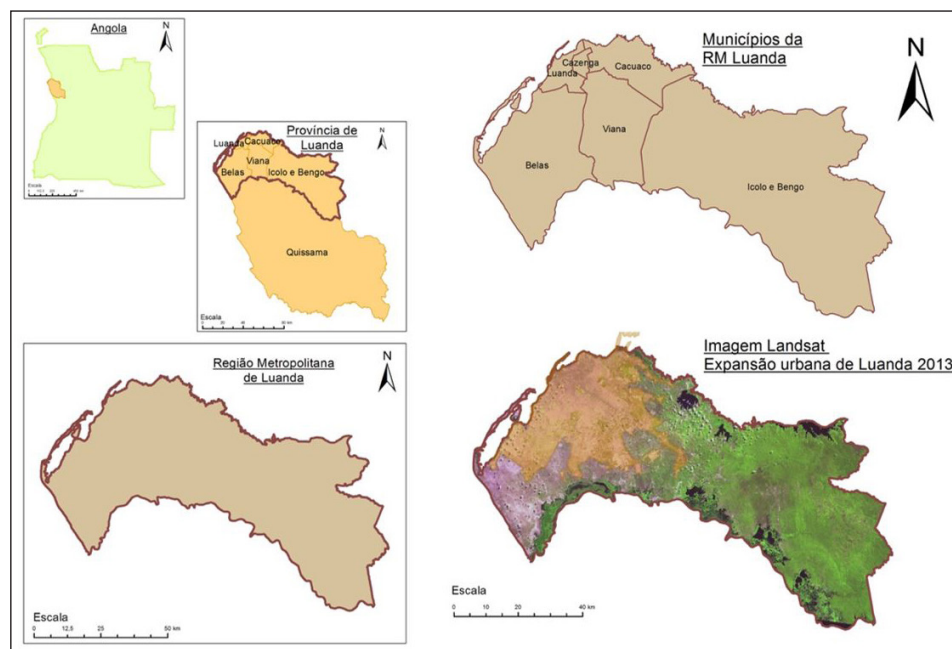 Angola
N
Escala
Província de
Luanda
N
Luanda
Cacuaco
Viana
Belas
Icolo e Bengo
Quissama
Escala
Região Metropolitana
de Luanda
N
Escala
0 12,5 25 50 km
Municípios da
RM Luanda
N
Cazenga
Luanda
Cacuaco
Viana
Belas
Icolo e Bengo
Imagem Landsat
Expansão urbana de Luanda 2013
Escala
0 10 20 40 km